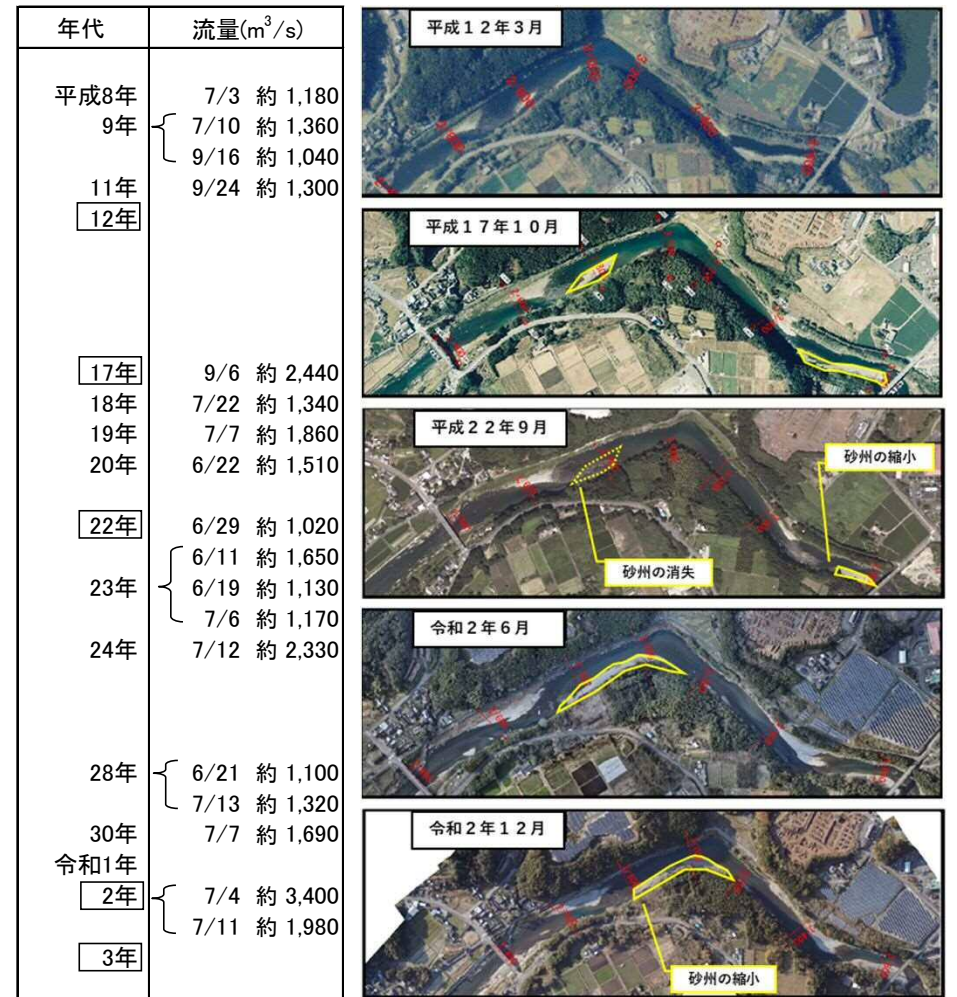 年代 流量(m³/s)
平成8年 7/3 約 1,180
9年 7/10 約 1,360
9/16 約 1,040
11年 9/24 約 1,300
12年
17年 9/6 約 2,440
18年 7/22 約 1,340
19年 7/7 約 1,860
20年 6/22 約 1,510
22年 6/29 約 1,020
6/11 約 1,650
23年 6/19 約 1,130
7/6 約 1,170
24年 7/12 約 2,330
28年 6/21 約 1,100
7/13 約 1,320
30年 7/7 約 1,690
令和1年
2年 7/4 約 3,400
7/11 約 1,980
3年
平成12年3月
平成17年10月
平成22年9月
砂州の縮小
砂州の消失
令和2年6月
令和2年12月
砂州の縮小